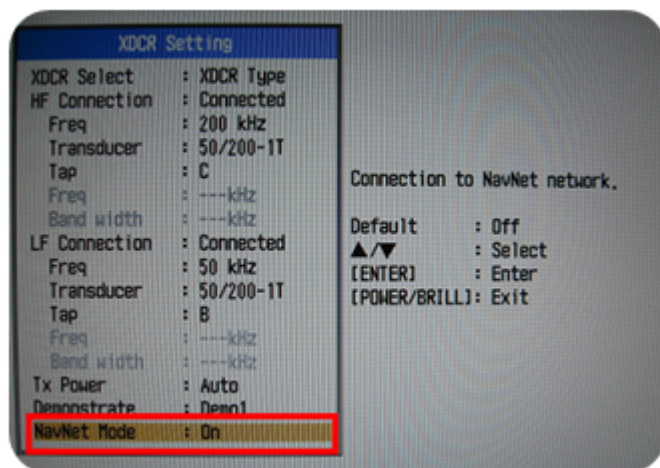 XDCR Setting
XDCR Select : XDCR Type
HF Connection : Connected
Freq : 200 kHz
Transducer : 50/200-1T
Tap : C
Freq : ---kHz
Band width : ---kHz
LF Connection : Connected
Freq : 50 kHz
Transducer : 50/200-1T
Tap : B
Freq : ---kHz
Band width : ---kHz
Tx Power : Auto
Demonstrate : Demo1
NavNet Mode : On
Connection to NavNet network.
Default : Off
▲/▼ : Select
[ENTER] : Enter
[POWER/BRILL]: Exit